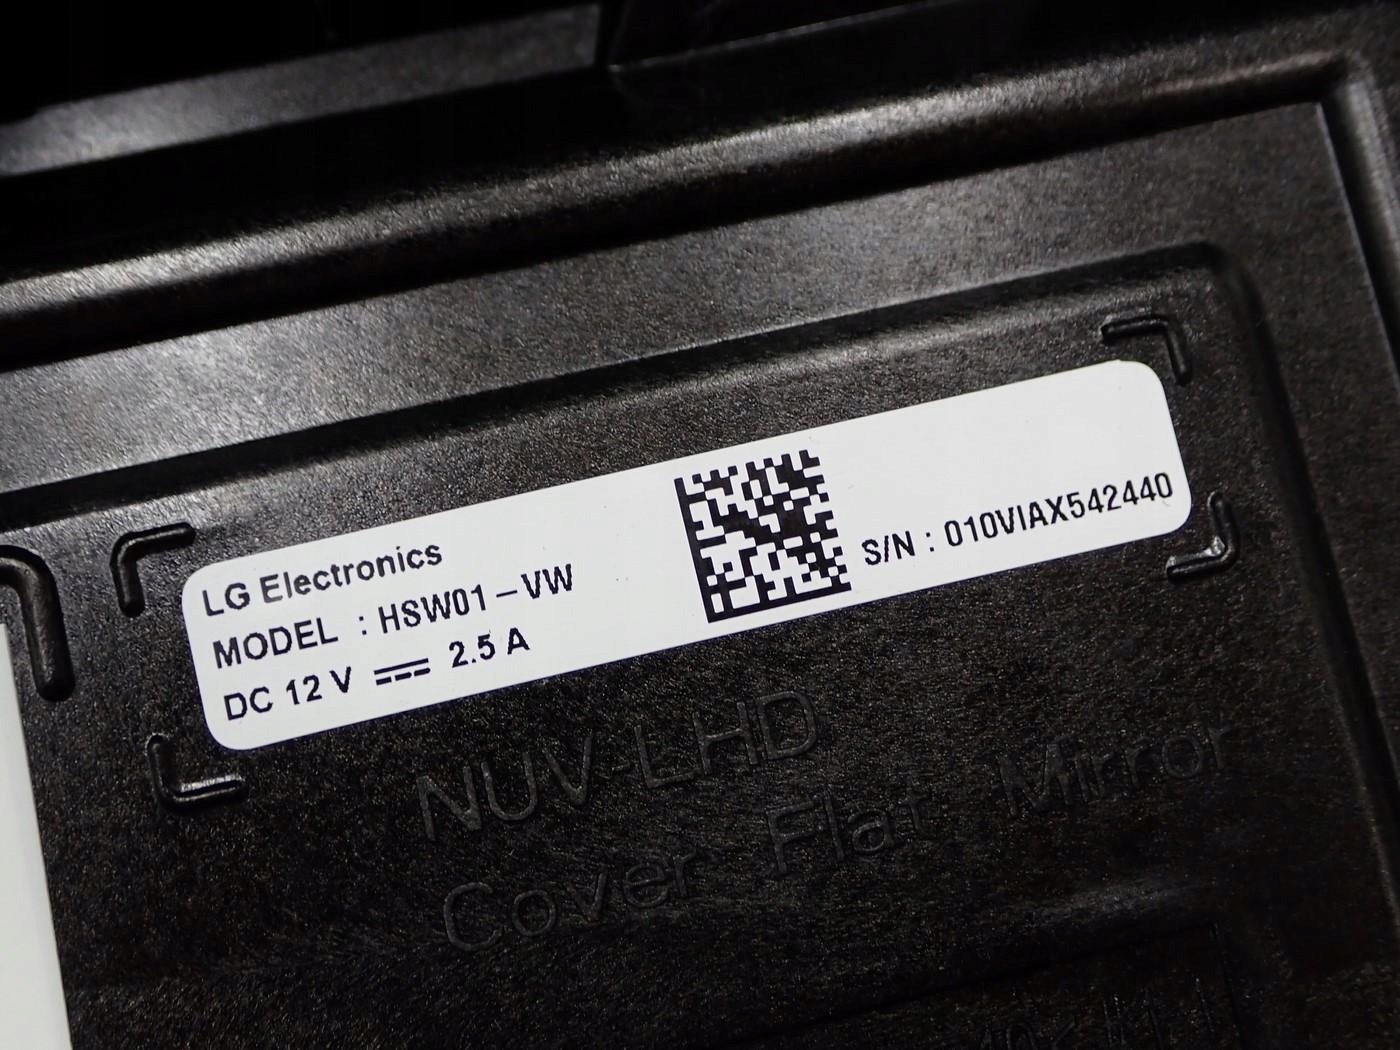 LG Electronics
MODEL : HSW01-VW
DC 12 V ⎓ 2.5 A
S/N : 010VIAX542440
NUV-LHD
Cover Flat Mirror